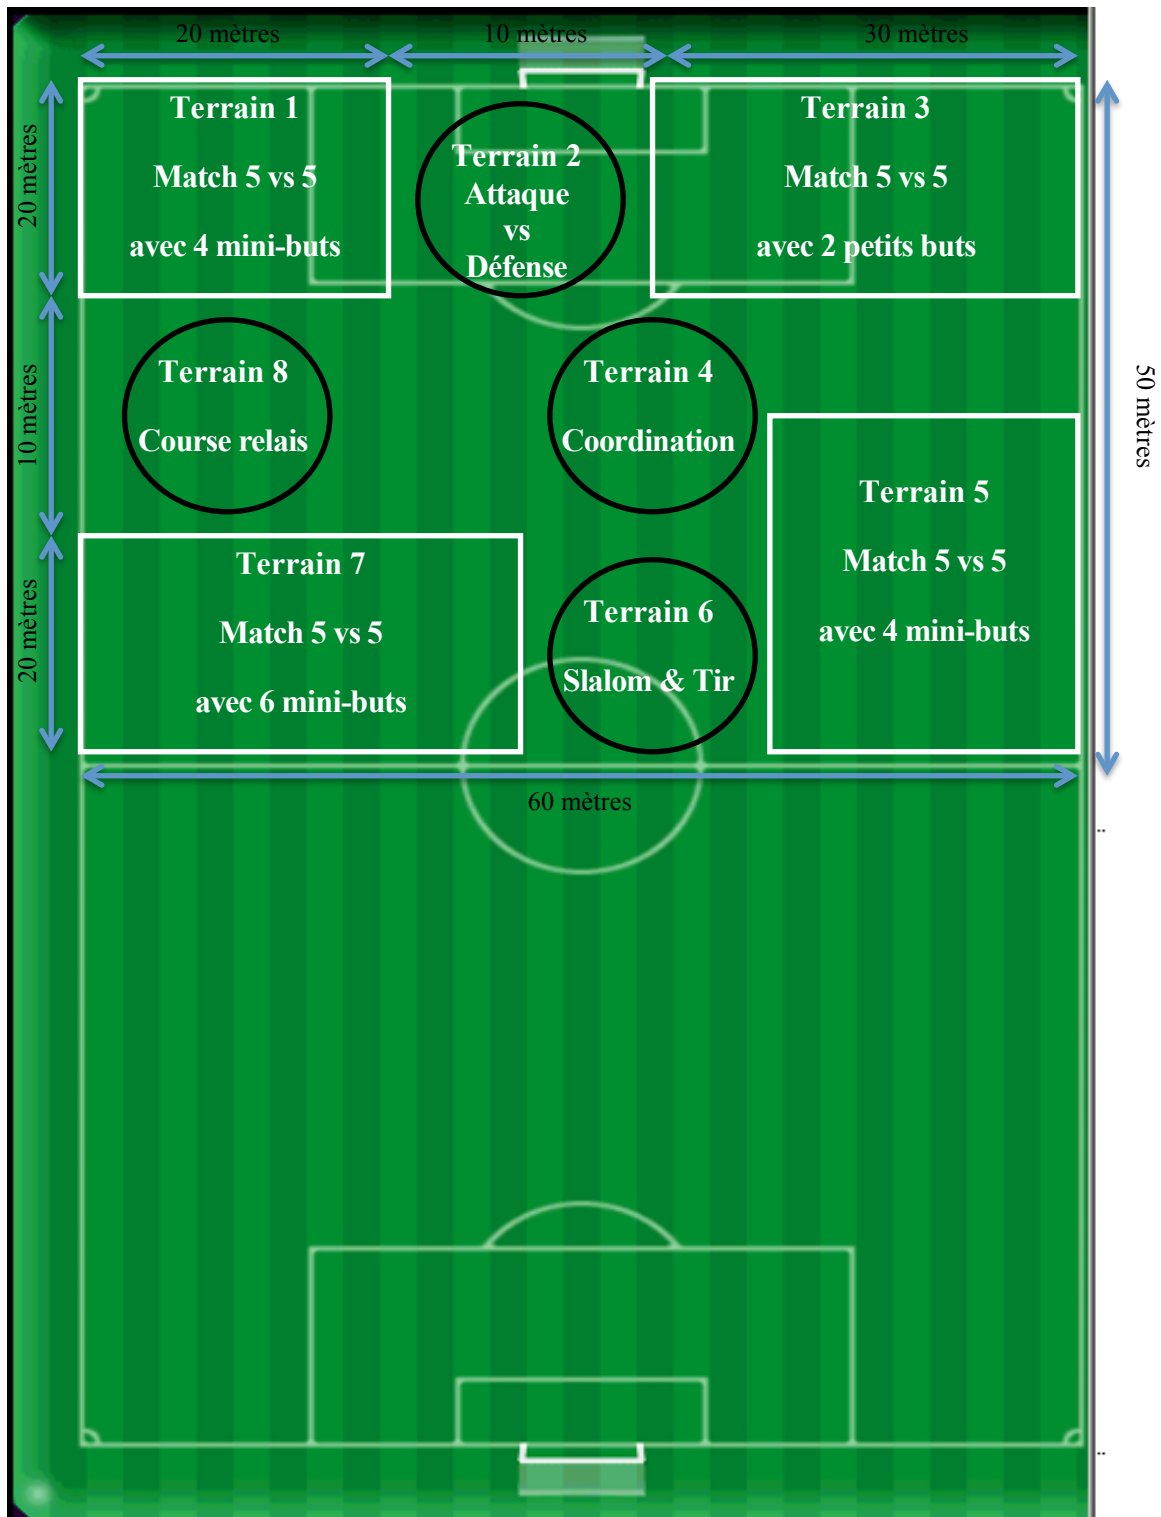 20 mètres
10 mètres
30 mètres
Terrain 1
Match 5 vs 5
avec 4 mini-buts
Terrain 2
Attaque
vs
Défense
Terrain 3
Match 5 vs 5
avec 2 petits buts
20 mètres
10 mètres
20 mètres
50 mètres
Terrain 8
Course relais
Terrain 4
Coordination
Terrain 5
Match 5 vs 5
avec 4 mini-buts
Terrain 7
Match 5 vs 5
avec 6 mini-buts
Terrain 6
Slalom & Tir
60 mètres